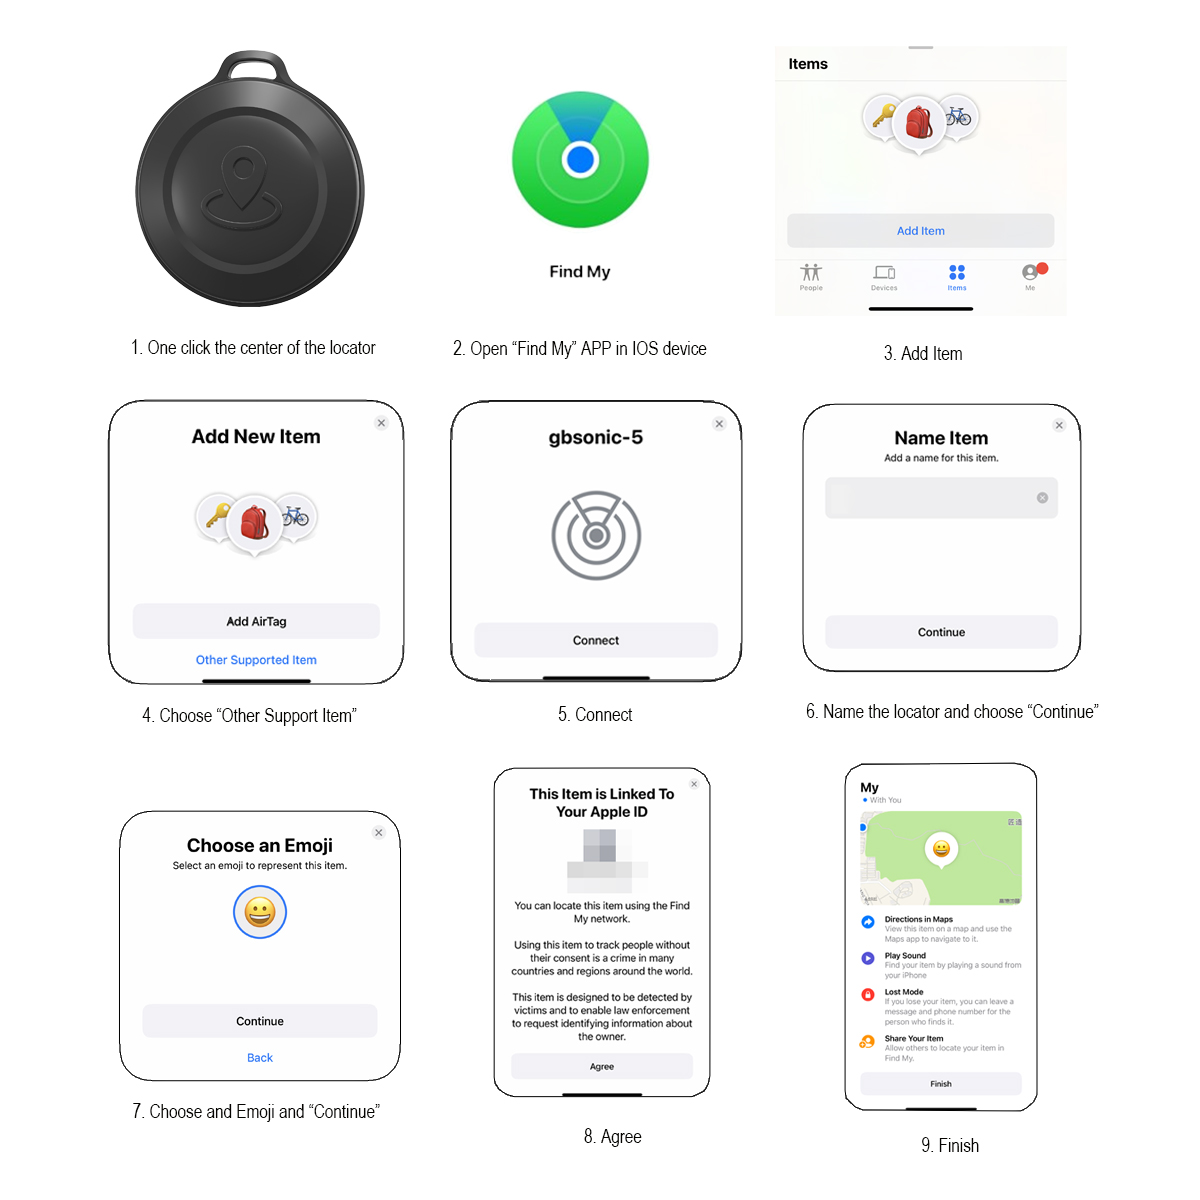 Items
Add Item
People
Devices
Items
Me
Find My
1. One click the center of the locator
2. Open “Find My” APP in IOS device
3. Add Item
Add New Item
Add AirTag
Other Supported Item
4. Choose “Other Support Item”
gbsonic-5
Connect
5. Connect
Name Item
Add a name for this item.
Continue
6. Name the locator and choose “Continue”
Choose an Emoji
Select an emoji to represent this item.
Continue
Back
7. Choose and Emoji and “Continue”
This Item is Linked To
Your Apple ID
You can locate this item using the Find
My network.
Using this item to track people without
their consent is a crime in many
countries and regions around the world.
This item is designed to be detected by
victims and to enable law enforcement
to request identifying information about
the owner.
Agree
8. Agree
My
With You
Directions in Maps
View this item on a map and use the
Maps app to navigate to it.
Play Sound
Find your item by playing a sound from
your iPhone
Lost Mode
If you lose your item, you can leave a
message and phone number for the
person who finds it.
Share Your Item
Allow others to locate your item in
Find My.
Finish
9. Finish